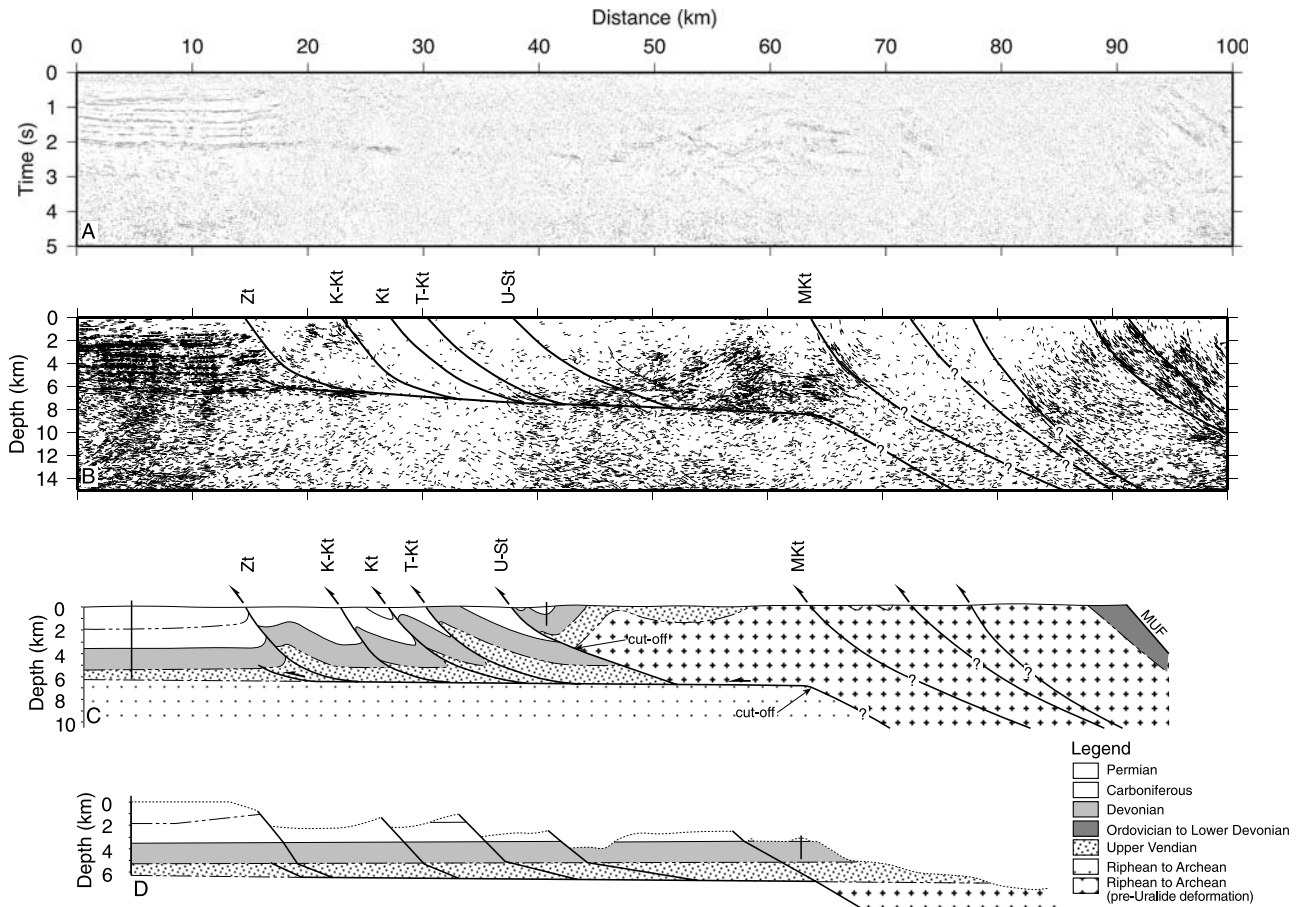 Distance (km)
0 10 20 30 40 50 60 70 80 90 100
Time (s)
0
1
2
3
4
5
A
Zt K-Kt Kt T-Kt U-St MKt
Depth (km)
0
2
4
6
8
10
12
14
B
? ? ? ? ?
Zt K-Kt Kt T-Kt U-St MKt
Depth (km)
0
2
4
6
8
10
C
cut-off
cut-off
MUF
? ? ? ?
Depth (km)
0
2
4
6
D
Legend
Permian
Carboniferous
Devonian
Ordovician to Lower Devonian
Upper Vendian
Riphean to Archean
Riphean to Archean
(pre-Uralide deformation)